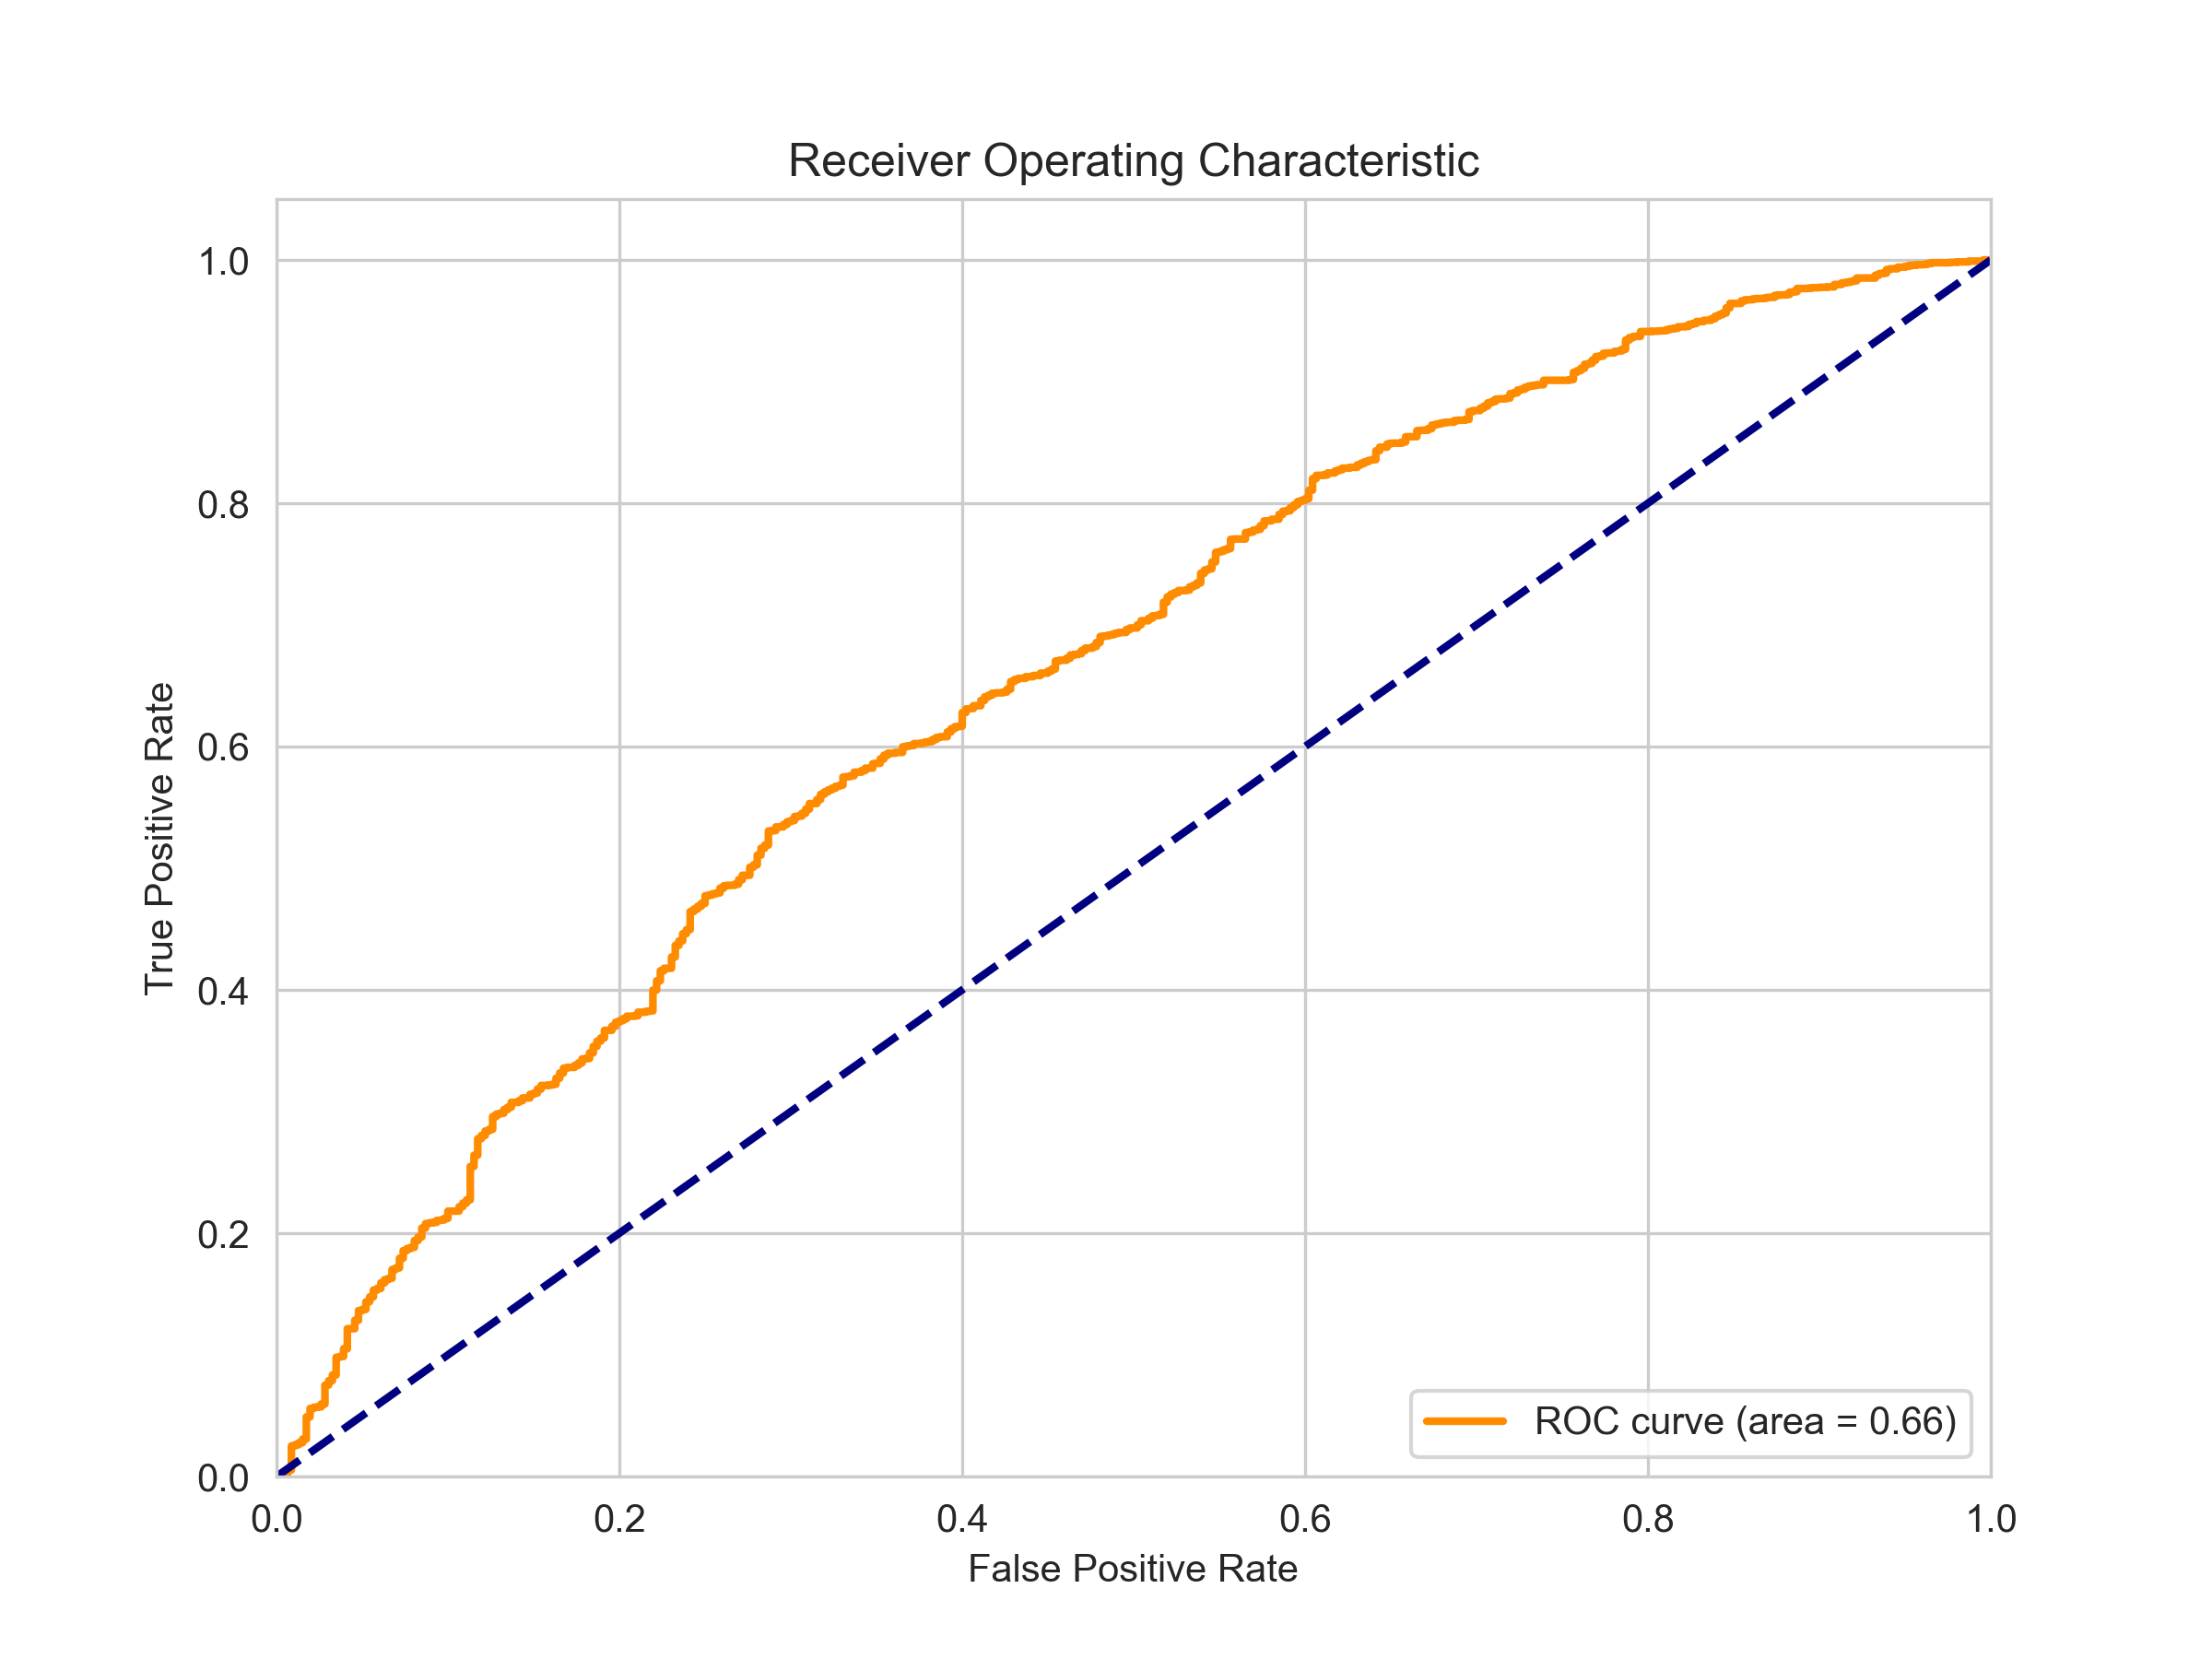 Receiver Operating Characteristic
1.0
0.8
0.6
0.4
0.2
0.0
True Positive Rate
ROC curve (area = 0.66)
0.0 0.2 0.4 0.6 0.8 1.0
False Positive Rate